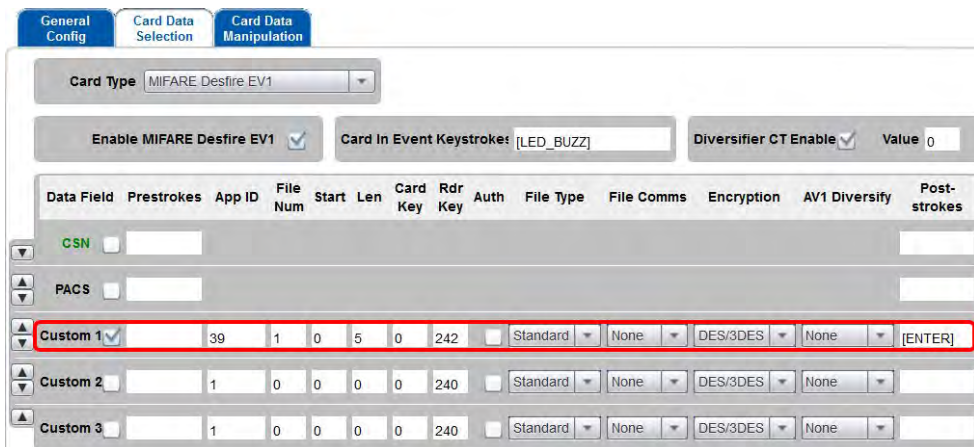 General Config
Card Data Selection
Card Data Manipulation
Card Type MIFARE Desfire EV1
Enable MIFARE Desfire EV1 Card In Event Keystrokes [LED_BUZZ] Diversifier CT Enable Value 0
Data Field Prestrokes App ID File Num Start Len Card Key Rdr Key Auth File Type File Comms Encryption AV1 Diversify Post-strokes
CSN
PACS
Custom 1 39 1 0 5 0 242 Standard None DES/3DES None [ENTER]
Custom 2 1 0 0 0 0 240 Standard None DES/3DES None
Custom 3 1 0 0 0 0 240 Standard None DES/3DES None